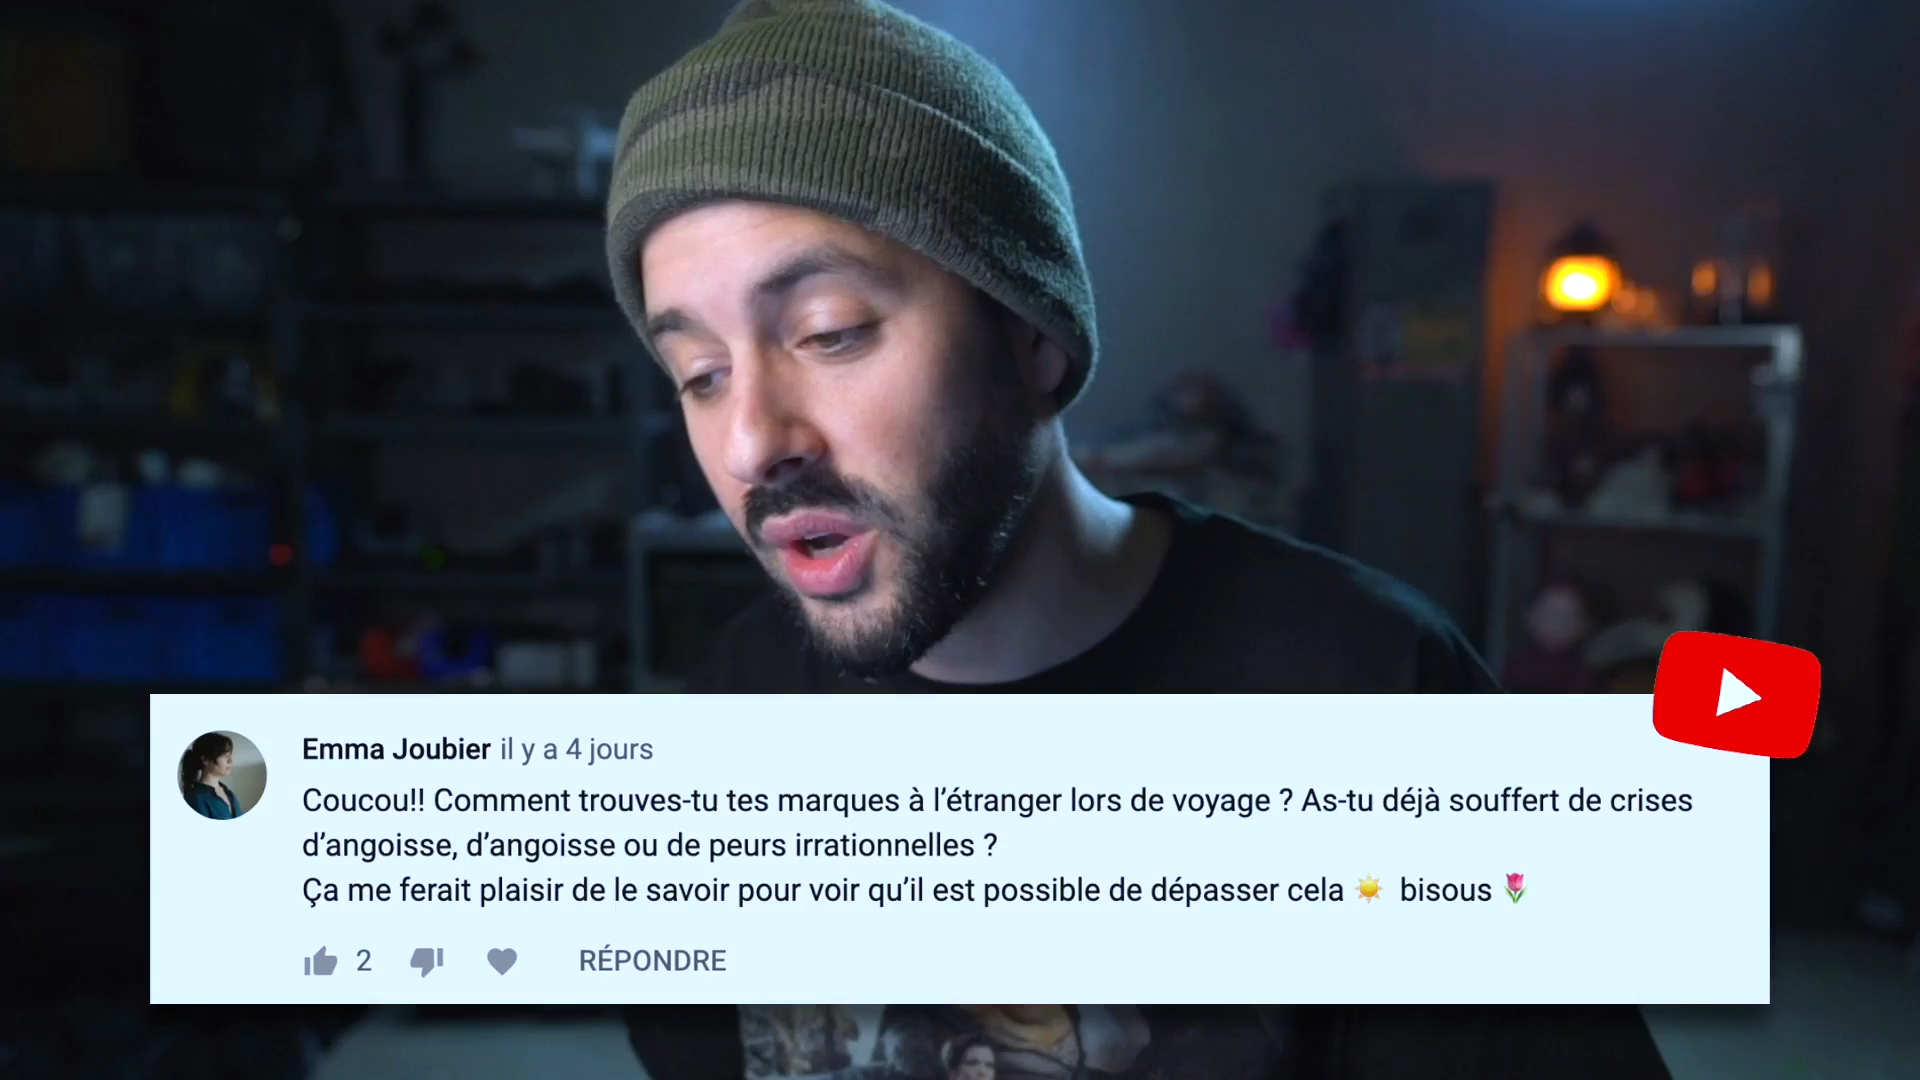 Emma Joubier il y a 4 jours
Coucou!! Comment trouves-tu tes marques à l’étranger lors de voyage ? As-tu déjà souffert de crises
d’angoisse, d’angoisse ou de peurs irrationnelles ?
Ça me ferait plaisir de le savoir pour voir qu’il est possible de dépasser cela ☀️ bisous 🌷
2
RÉPONDRE